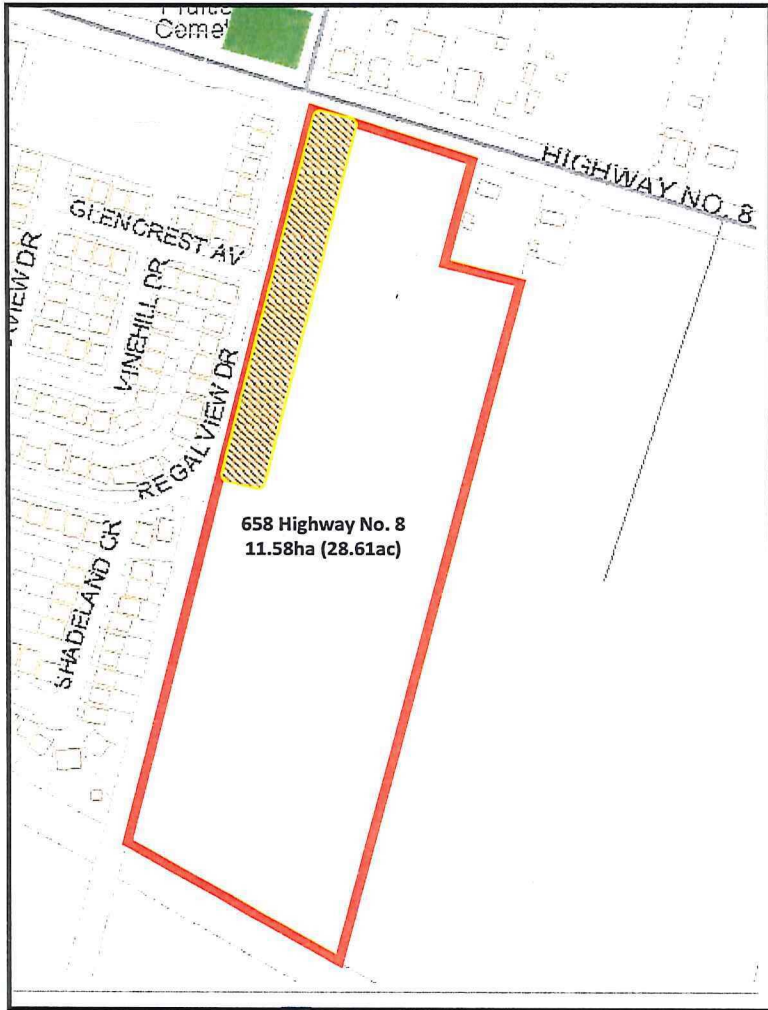 HIGHWAY NO. 8
GLENCREST AV
VINEHILL DR
REGALVIEW DR
658 Highway No. 8
11.58ha (28.61ac)
SHADELAND CR